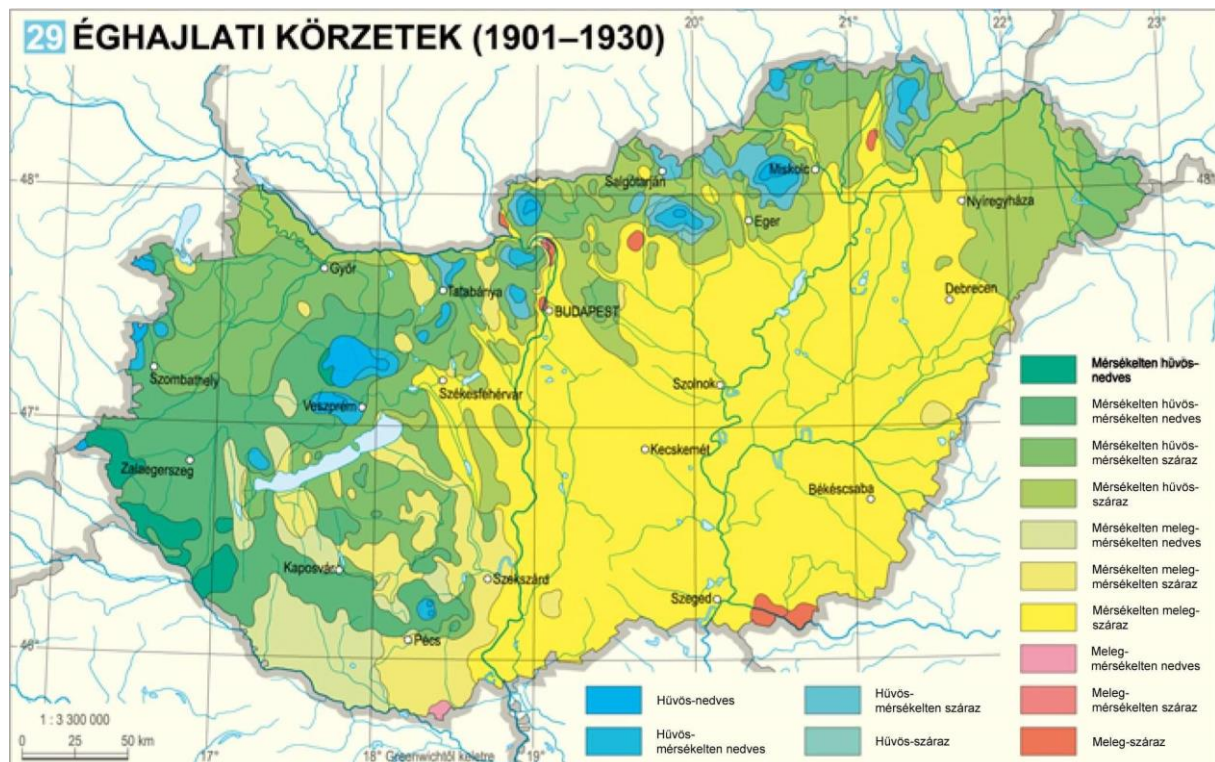 29 ÉGHAJLATI KÖRZETEK (1901–1930)
20°
21°
22°
23°
48°
48°
Salgótarján
Miskolc
Nyíregyháza
Eger
Győr
Tatabánya
BUDAPEST
Debrecen
Szombathely
Székesfehérvár
Szolnok
Veszprém
47°
Zalaegerszeg
Kecskemét
Békéscsaba
Kaposvár
Szekszárd
Szeged
46°
Pécs
Mérsékelten hűvös-
nedves
Mérsékelten hűvös-
mérsékelten nedves
Mérsékelten hűvös-
mérsékelten száraz
Mérsékelten hűvös-
száraz
Mérsékelten meleg-
mérsékelten nedves
Mérsékelten meleg-
mérsékelten száraz
Mérsékelten meleg-
száraz
Meleg-
mérsékelten nedves
Meleg-
mérsékelten száraz
Meleg-száraz
Hűvös-nedves
Hűvös-
mérsékelten nedves
Hűvös-
mérsékelten száraz
Hűvös-száraz
1 : 3 300 000
0 25 50 km
17°
18° Greenwichtől keletre
19°